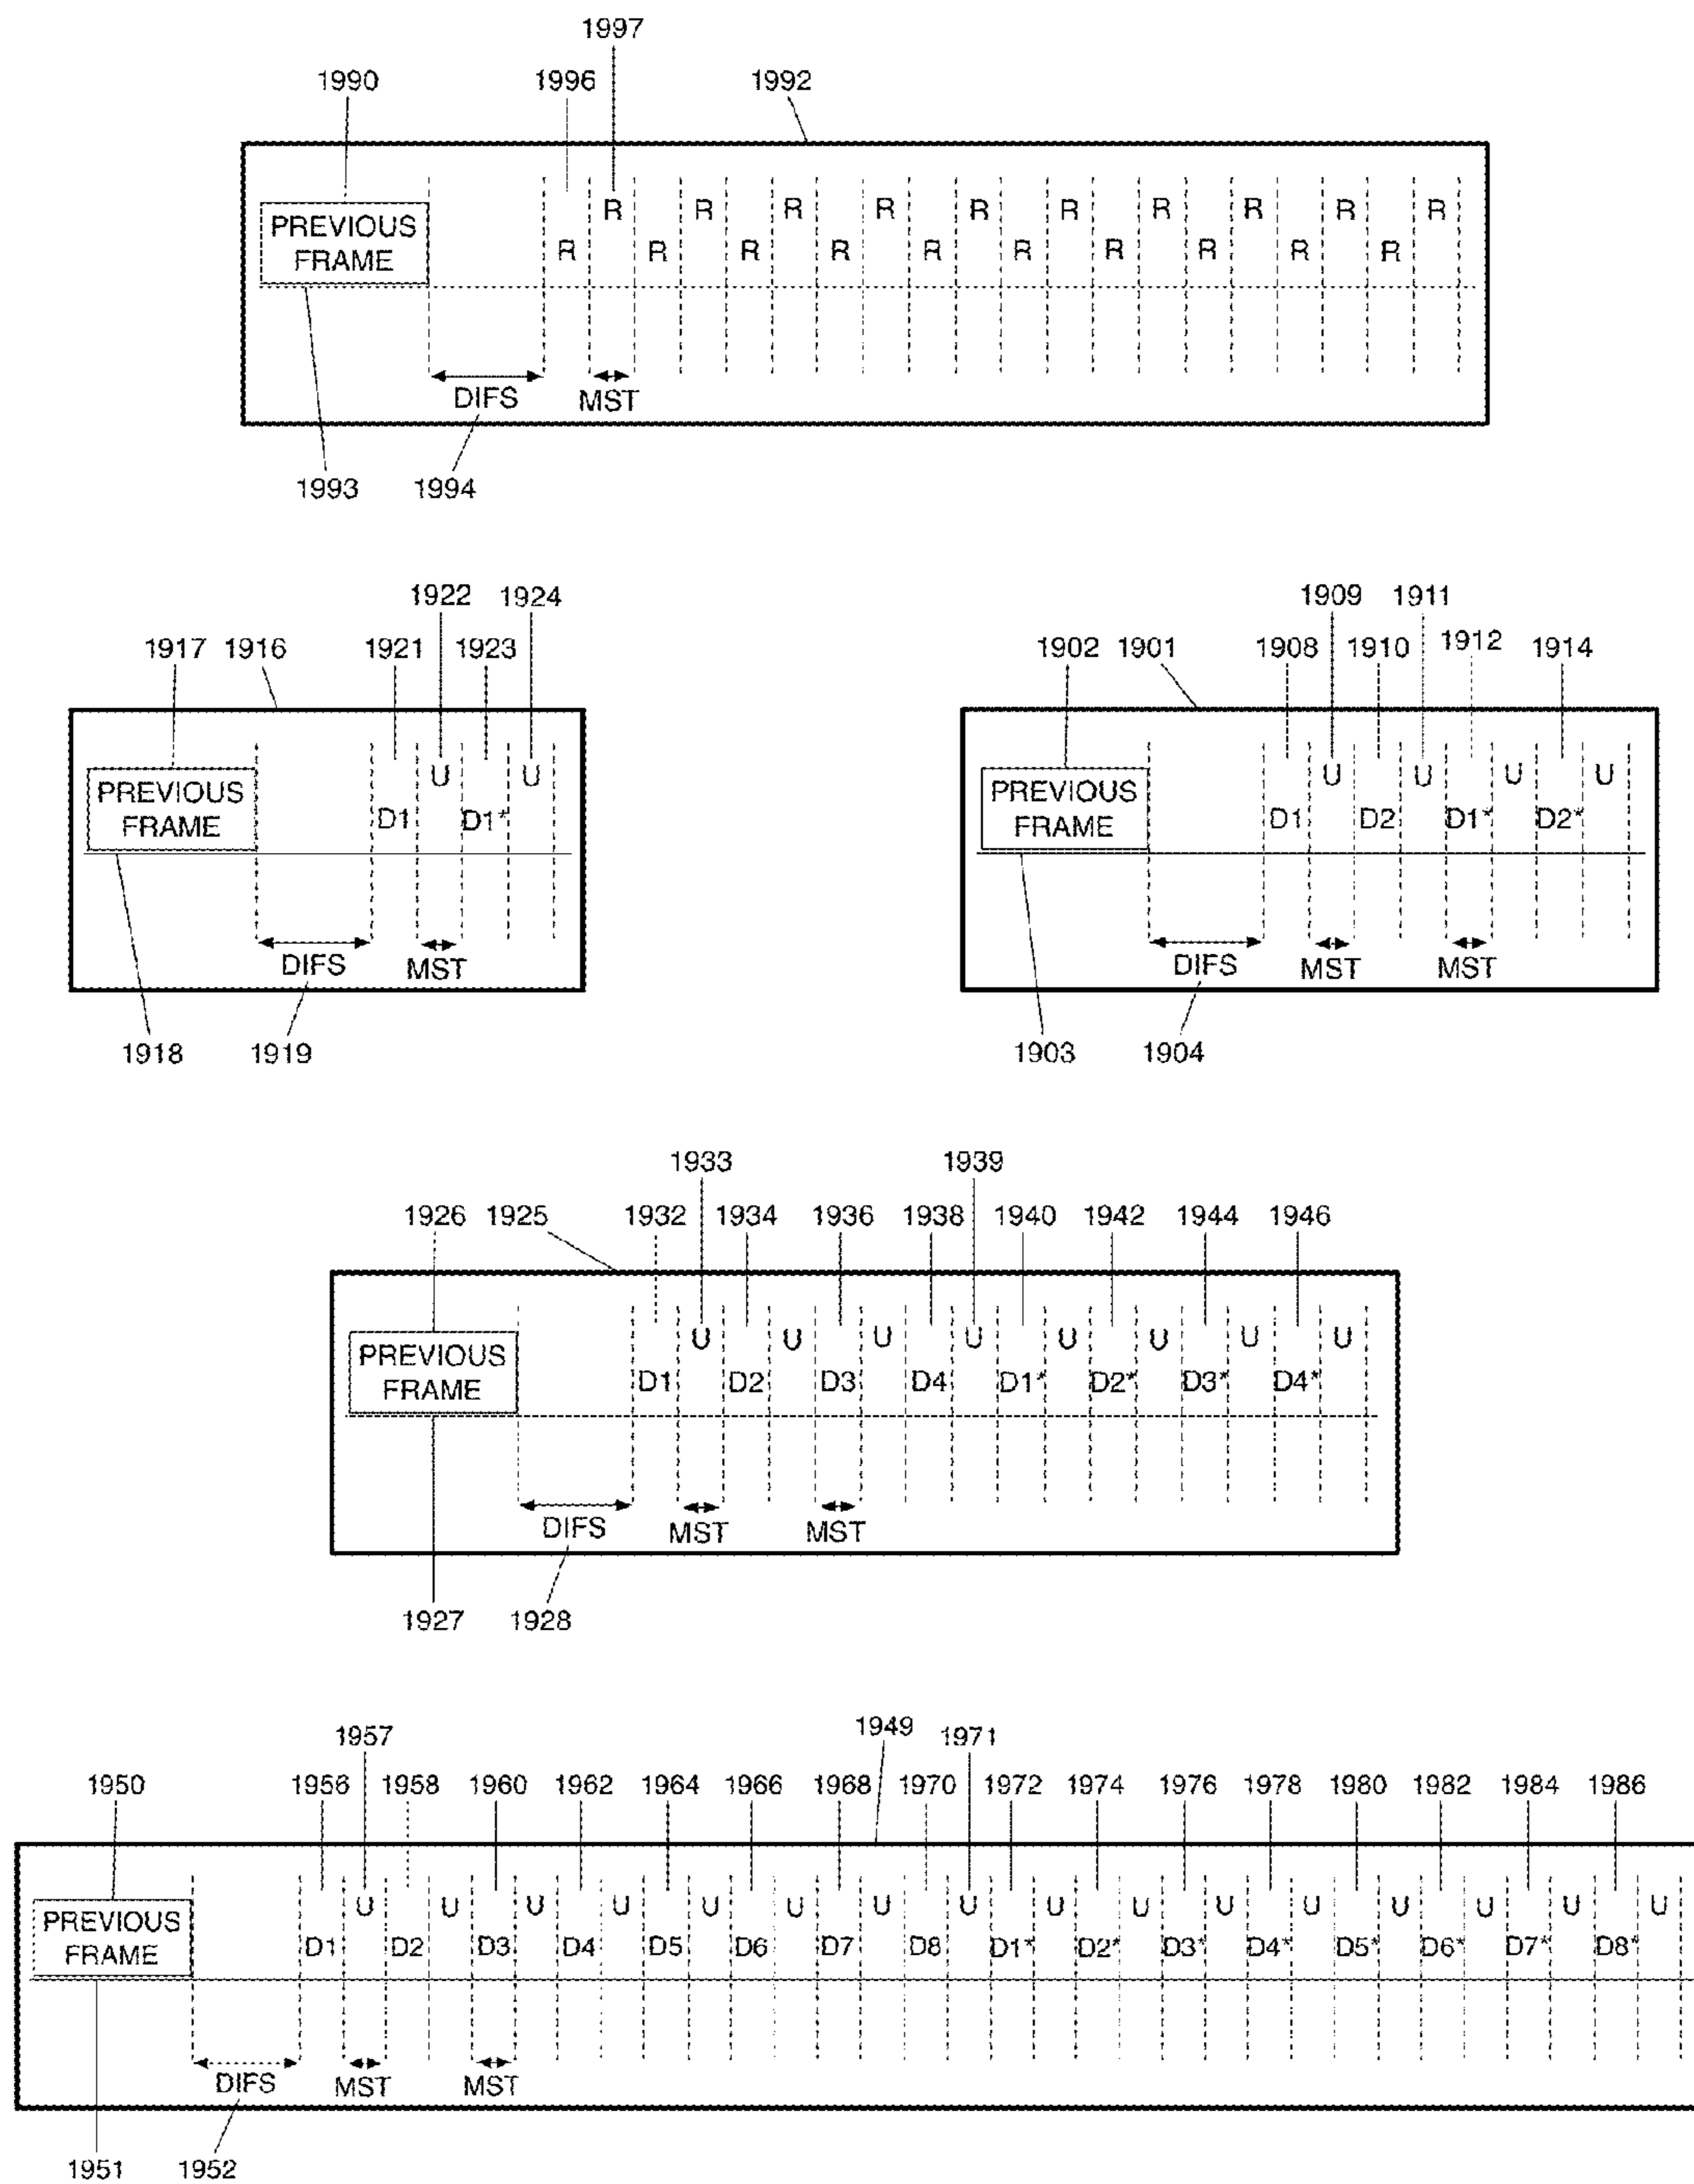 1997
1990 1996 1992
R R R R R R R R R R
PREVIOUS
FRAME
R R R R R R R R R R
DIFS MST
1993 1994
1922 1924
1917 1916 1921 1923
U U
PREVIOUS
FRAME
D1 D1*
DIFS MST
1918 1919
1909 1911
1902 1901 1908 1910 1912 1914
U U U U
PREVIOUS
FRAME
D1 D2 D1* D2*
DIFS MST MST
1903 1904
1933 1939
1926 1925 1932 1934 1936 1938 1940 1942 1944 1946
U U U U U U U U
PREVIOUS
FRAME
D1 D2 D3 D4 D1* D2* D3* D4*
DIFS MST MST
1927 1928
1957 1949 1971
1950 1956 1958 1960 1962 1964 1966 1968 1970 1972 1974 1976 1978 1980 1982 1984 1986
U U U U U U U U U U U U U U U U
PREVIOUS
FRAME
D1 D2 D3 D4 D5 D6 D7 D8 D1* D2* D3* D4* D5* D6* D7* D8*
DIFS MST MST
1951 1952